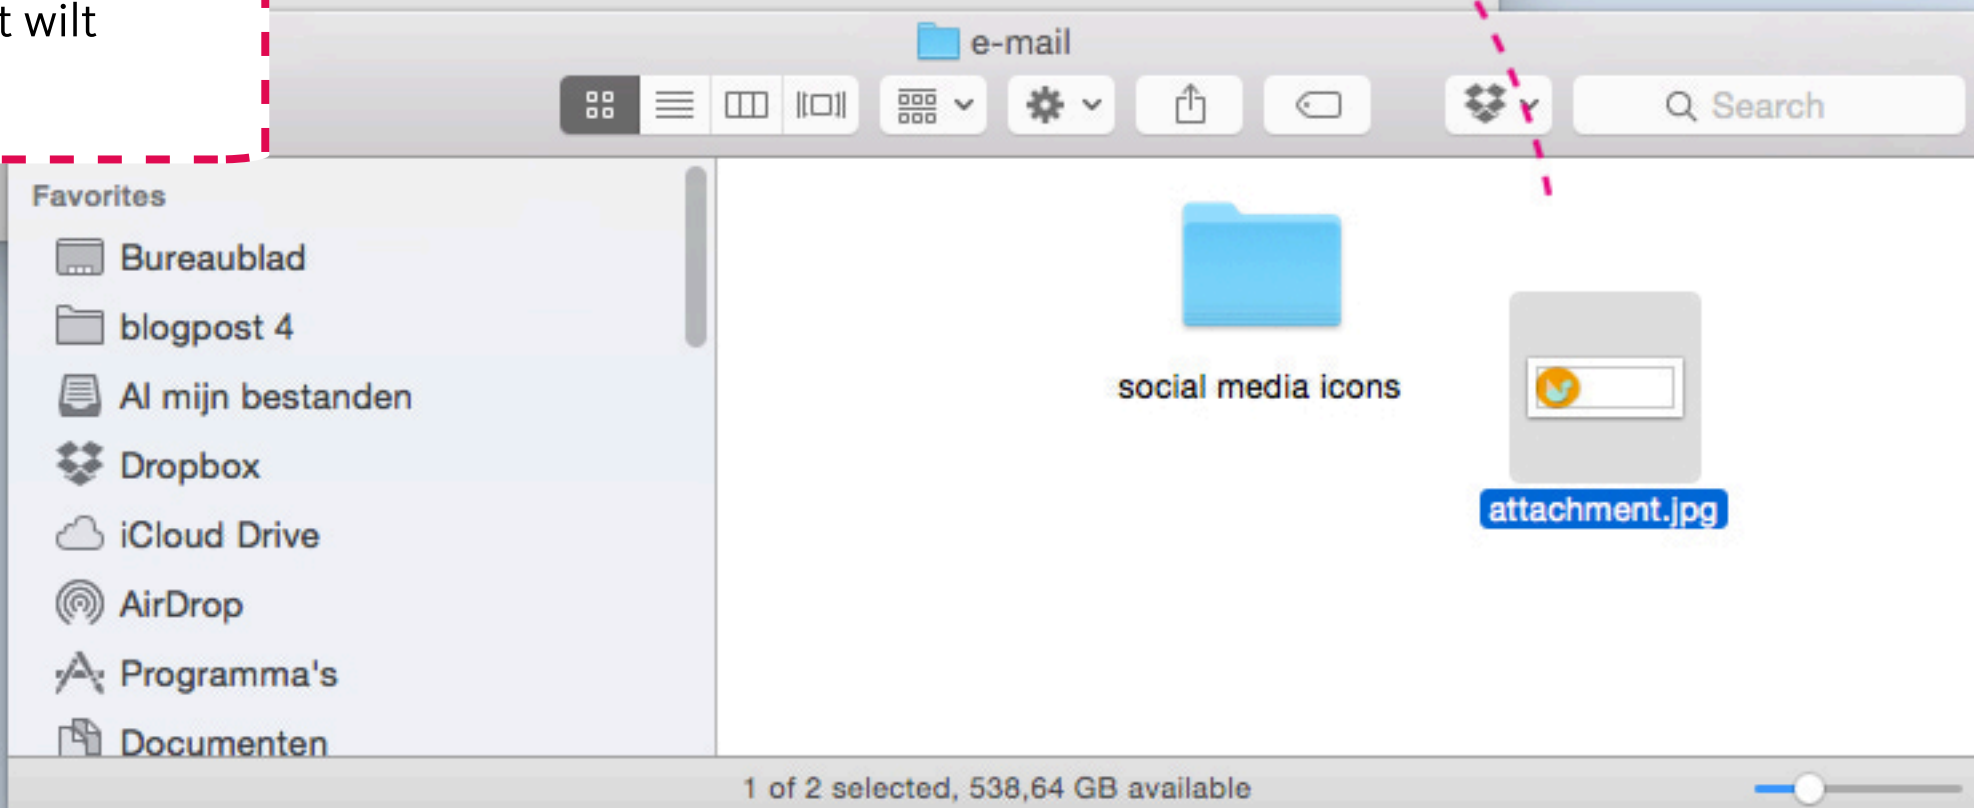 t wilt
e-mail
Search
Favorites
Bureaublad
blogpost 4
Al mijn bestanden
Dropbox
iCloud Drive
AirDrop
Programma's
Documenten
social media icons
attachment.jpg
1 of 2 selected, 538,64 GB available